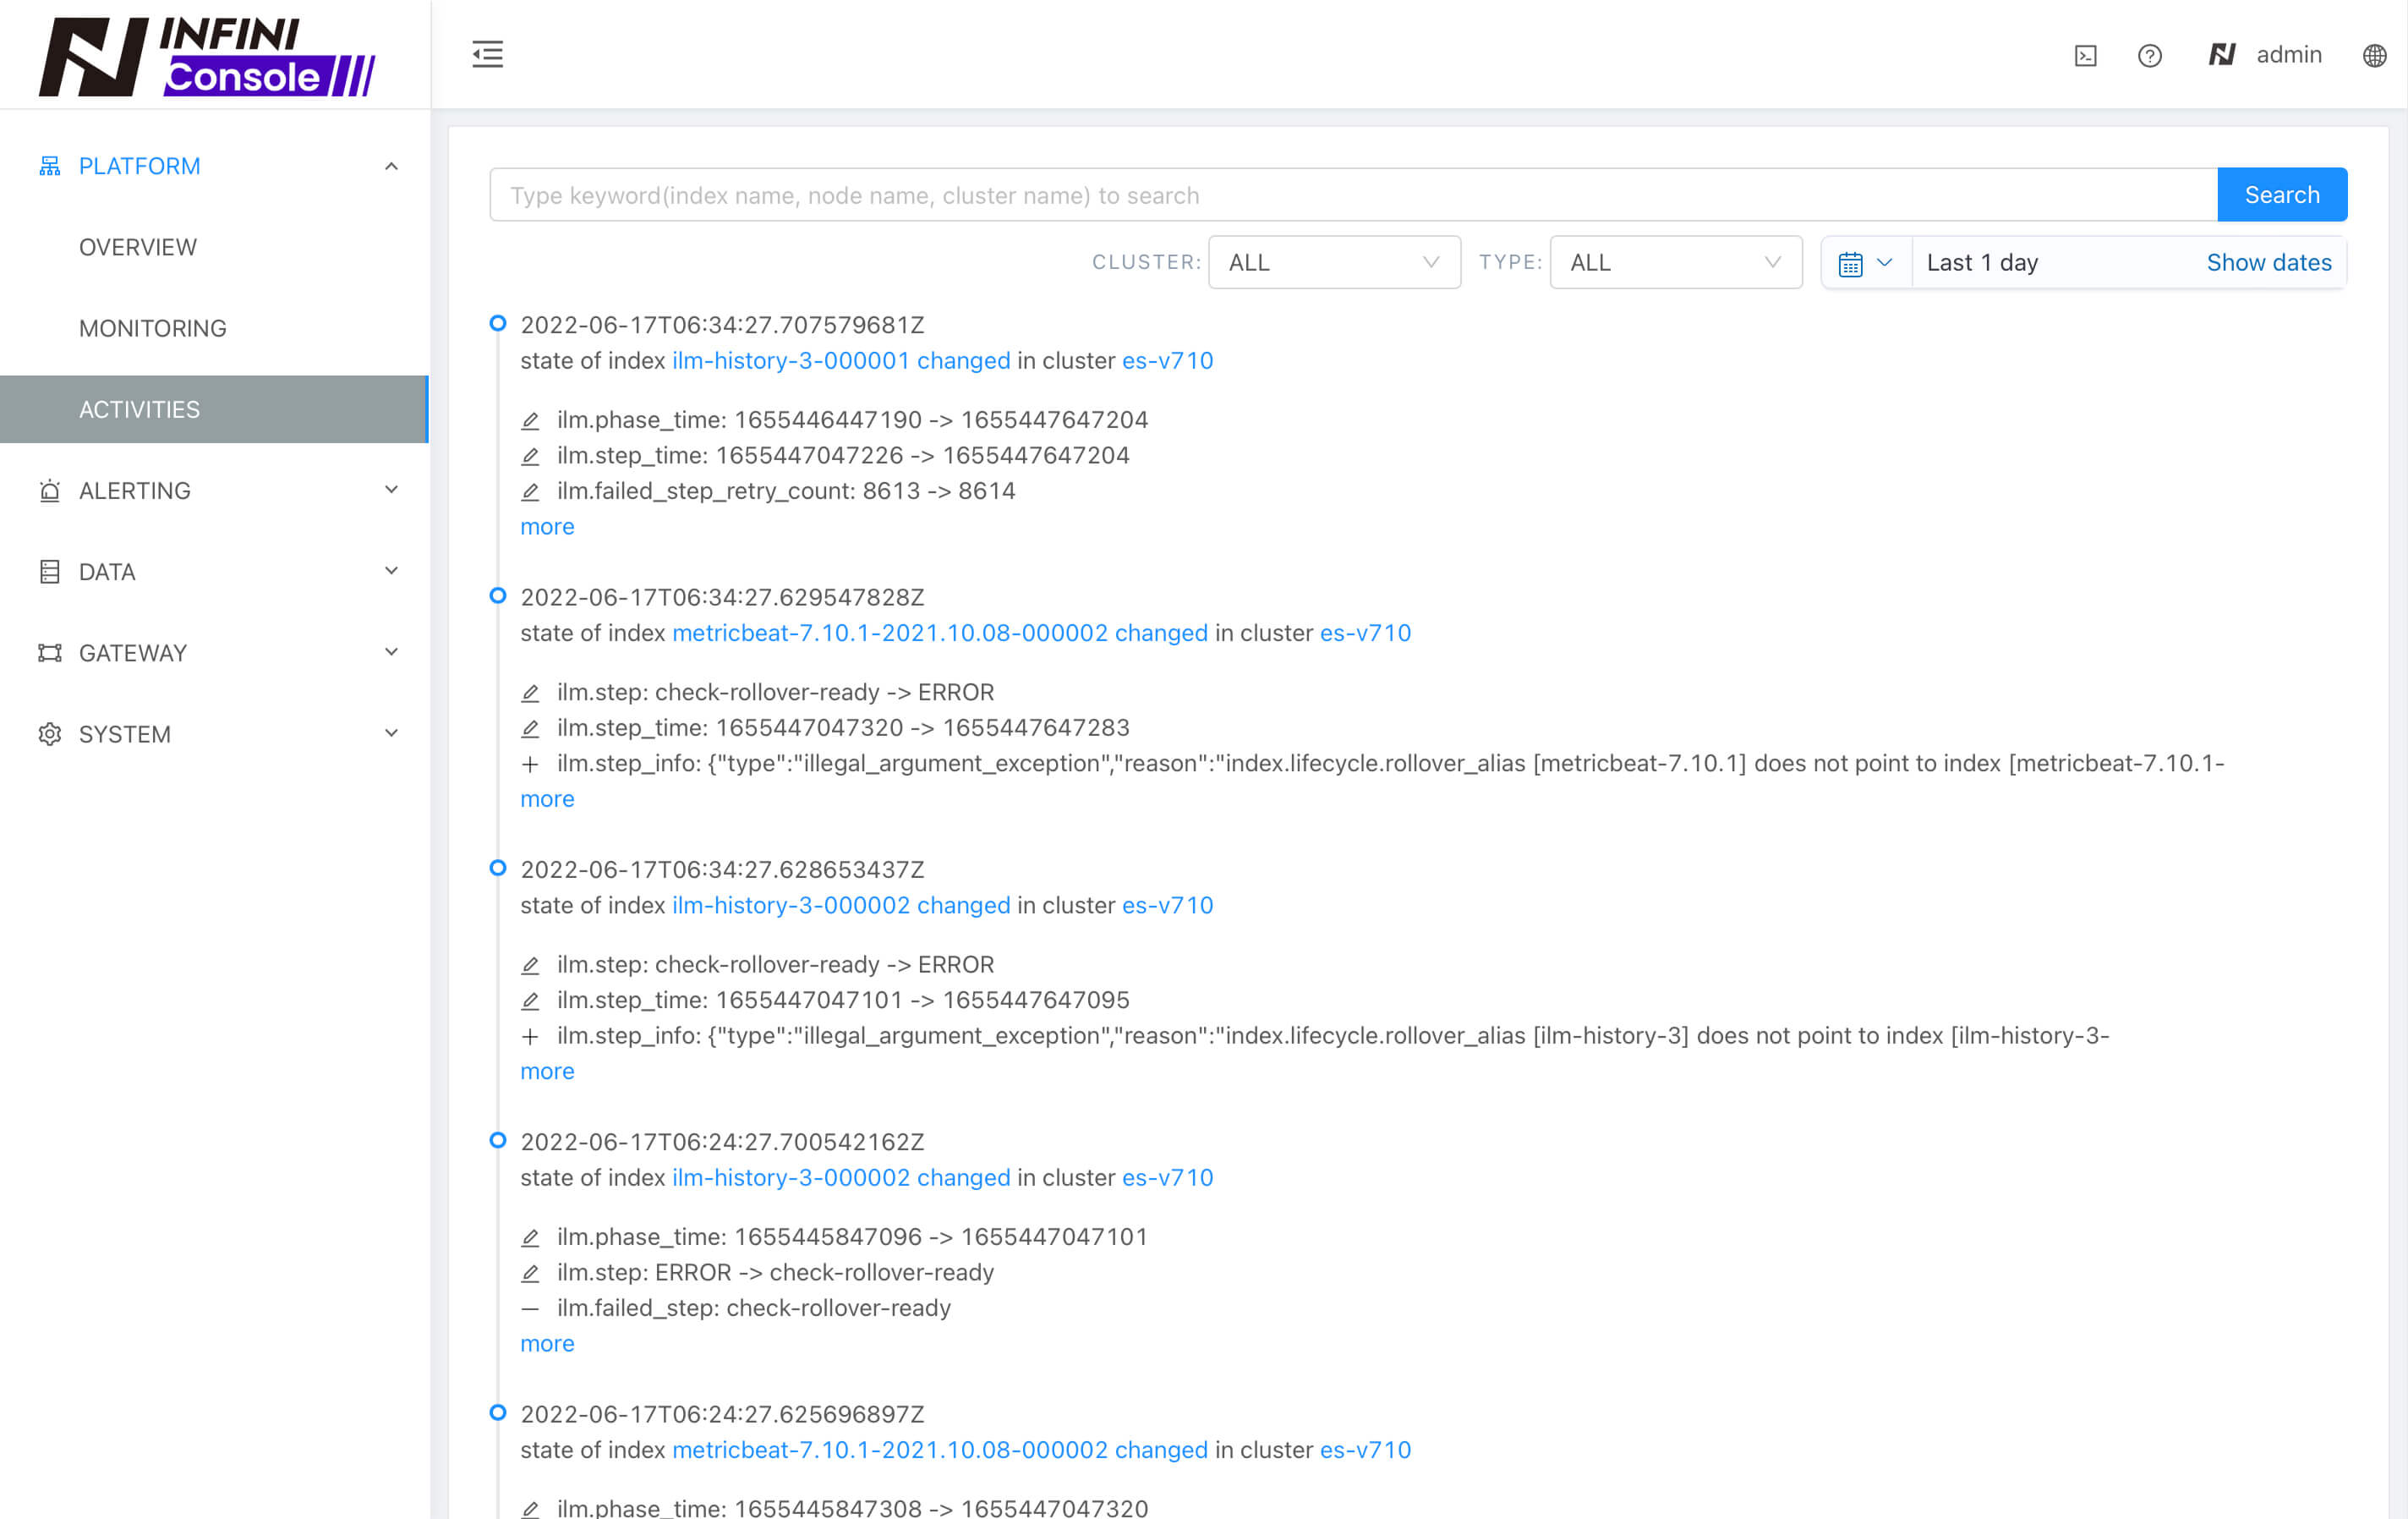 INFINI
Console
admin
PLATFORM
OVERVIEW
MONITORING
ACTIVITIES
ALERTING
DATA
GATEWAY
SYSTEM
Type keyword(index name, node name, cluster name) to search
Search
CLUSTER: ALL TYPE: ALL Last 1 day Show dates
2022-06-17T06:34:27.707579681Z
state of index ilm-history-3-000001 changed in cluster es-v710
ilm.phase_time: 1655446447190 -> 1655447647204
ilm.step_time: 1655447047226 -> 1655447647204
ilm.failed_step_retry_count: 8613 -> 8614
more
2022-06-17T06:34:27.629547828Z
state of index metricbeat-7.10.1-2021.10.08-000002 changed in cluster es-v710
ilm.step: check-rollover-ready -> ERROR
ilm.step_time: 1655447047320 -> 1655447647283
+ ilm.step_info: {"type":"illegal_argument_exception","reason":"index.lifecycle.rollover_alias [metricbeat-7.10.1] does not point to index [metricbeat-7.10.1-
more
2022-06-17T06:34:27.628653437Z
state of index ilm-history-3-000002 changed in cluster es-v710
ilm.step: check-rollover-ready -> ERROR
ilm.step_time: 1655447047101 -> 1655447647095
+ ilm.step_info: {"type":"illegal_argument_exception","reason":"index.lifecycle.rollover_alias [ilm-history-3] does not point to index [ilm-history-3-
more
2022-06-17T06:24:27.700542162Z
state of index ilm-history-3-000002 changed in cluster es-v710
ilm.phase_time: 1655445847096 -> 1655447047101
ilm.step: ERROR -> check-rollover-ready
— ilm.failed_step: check-rollover-ready
more
2022-06-17T06:24:27.625696897Z
state of index metricbeat-7.10.1-2021.10.08-000002 changed in cluster es-v710
ilm.phase_time: 1655445847308 -> 1655447047320